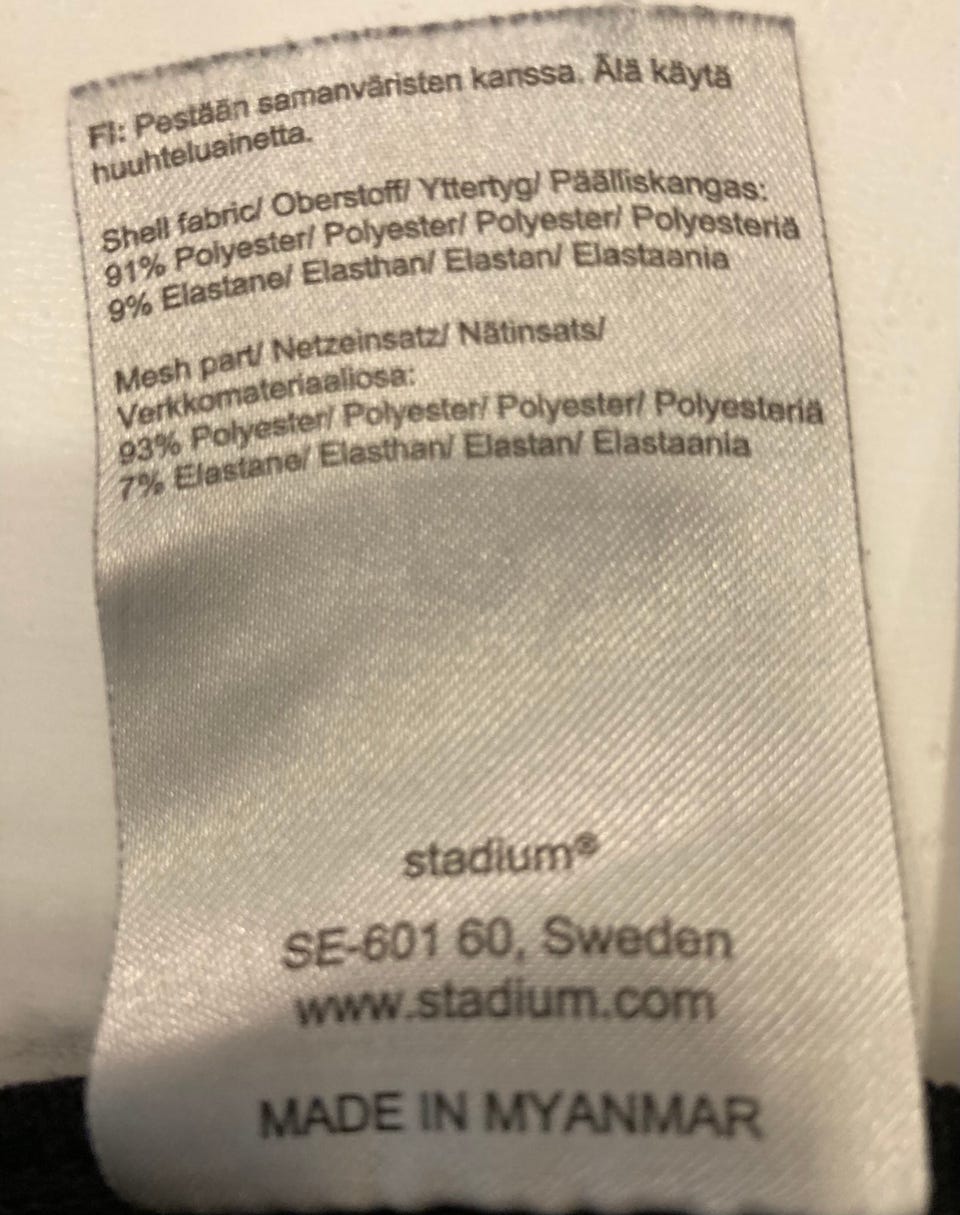 FI: Pestään samanväristen kanssa. Älä käytä
huuhteluainetta.
Shell fabric/ Oberstoff/ Yttertyg/ Päälliskangas:
91% Polyester/ Polyester/ Polyester/ Polyesteriä
9% Elastane/ Elasthan/ Elastan/ Elastaania
Mesh part/ Netzeinsatz/ Nätinsats/
Verkkomateriaaliosa:
93% Polyester/ Polyester/ Polyester/ Polyesteriä
7% Elastane/ Elasthan/ Elastan/ Elastaania
stadium®
SE-601 60, Sweden
www.stadium.com
MADE IN MYANMAR